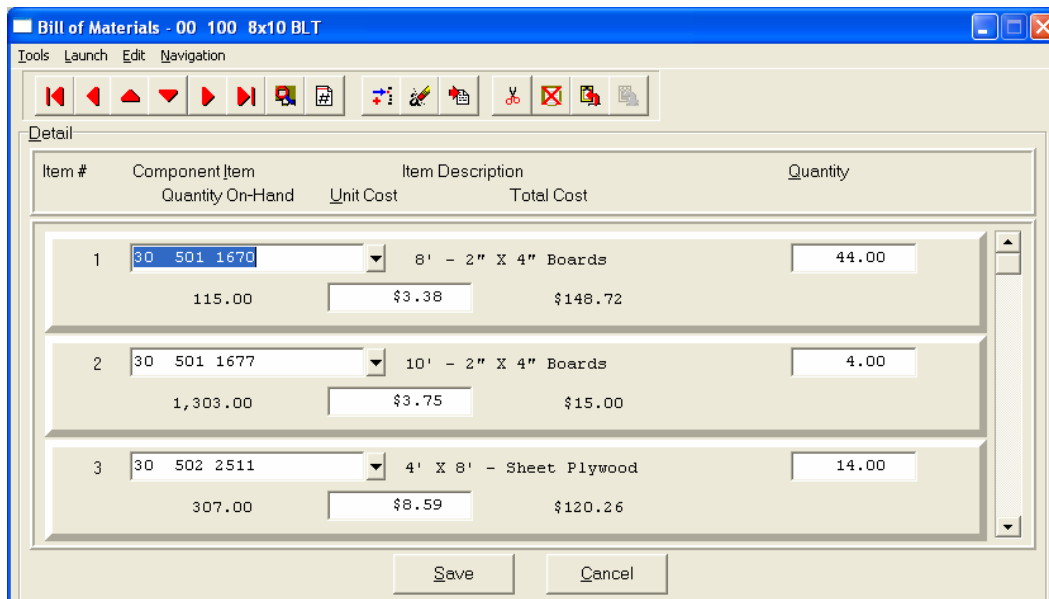 Bill of Materials - 00  100  8x10 BLT
Tools Launch Edit Navigation
Detail
Item # Component Item Item Description Quantity
Quantity On-Hand Unit Cost Total Cost
1 30  501 1670 8' - 2" X 4" Boards 44.00
115.00 $3.38 $148.72
2 30  501 1677 10' - 2" X 4" Boards 4.00
1,303.00 $3.75 $15.00
3 30  502 2511 4' X 8' - Sheet Plywood 14.00
307.00 $8.59 $120.26
Save Cancel